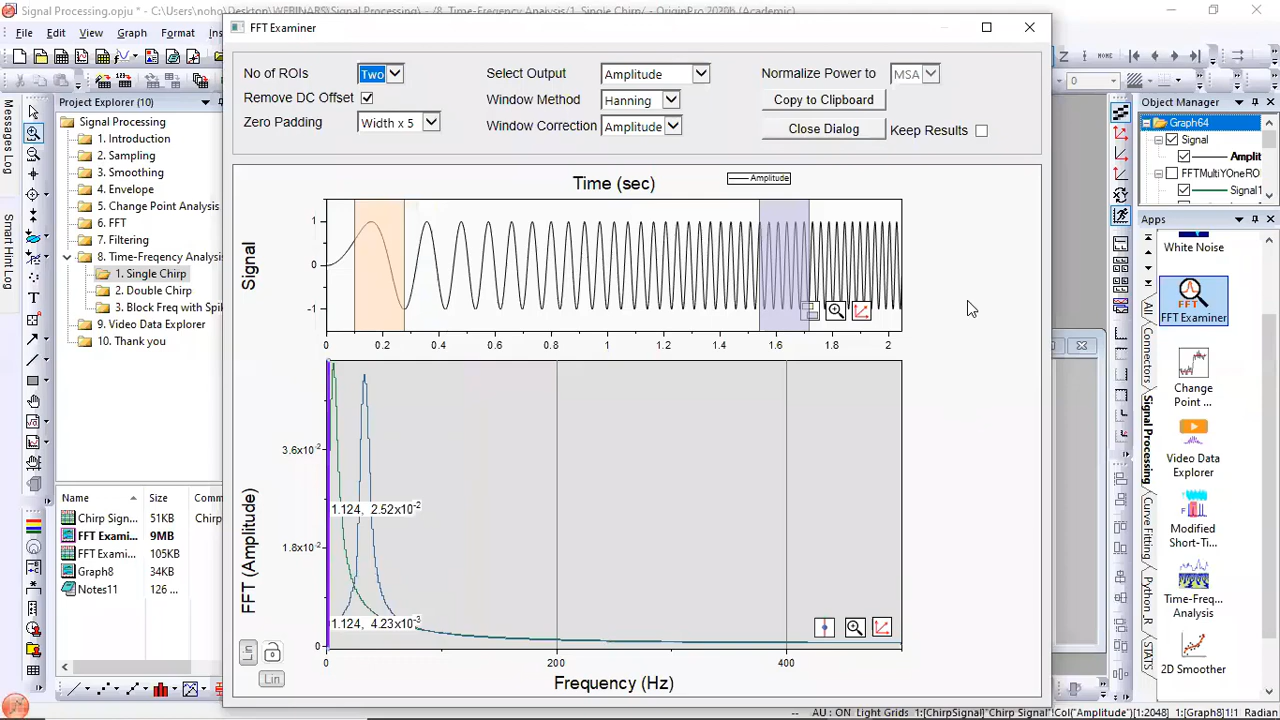 Signal Processing.opju * - C:\Users\noho\Desktop\WEBINARS\Signal Processing\ - /8. Time-Freqency Analysis/1. Single Chirp/ - OriginPro 2020b (Academic)
FFT Examiner
File Edit View Graph Format Ins
No of ROIs Two
Select Output Amplitude
Normalize Power to MSA
NONE
0
Remove DC Offset
Window Method Hanning
Copy to Clipboard
Zero Padding Width x 5
Window Correction Amplitude
Close Dialog
Keep Results
Messages Log
Smart Hint Log
Project Explorer (10)
Signal Processing
1. Introduction
2. Sampling
3. Smoothing
4. Envelope
5. Change Point Analysis
6. FFT
7. Filtering
8. Time-Freqency Analysis
1. Single Chirp
2. Double Chirp
3. Block Freq with Spi
9. Video Data Explorer
10. Thank you
Name Size Comm
Chirp Sign... 51KB Chirp
FFT Exami... 9MB
FFT Exami... 105KB
Graph8 34KB
Notes11 126 ...
Time (sec)
Amplitude
Signal
1
0
-1
0 0.2 0.4 0.6 0.8 1 1.2 1.4 1.6 1.8 2
FFT (Amplitude)
3.6x10-2
1.8x10-2
0
1.124, 2.52x10-2
1.124, 4.23x10-3
Lin
Lin
0 200 400
Frequency (Hz)
Object Manager
Graph64
Signal
Amplit
FFTMultiYOneRO
Signal1
Apps
All
Connectors
Signal Processing
Curve Fitting
Python_R
STATS
White Noise
FFT
FFT Examiner
Change
Point ...
Video Data
Explorer
Modified
Short-Ti...
Time-Freq...
Analysis
2D Smoother
-- AU : ON Light Grids 1:[ChirpSignal]"Chirp Signal"!Col("Amplitude")[1:2048] 1:[Graph8]1!1 Radian